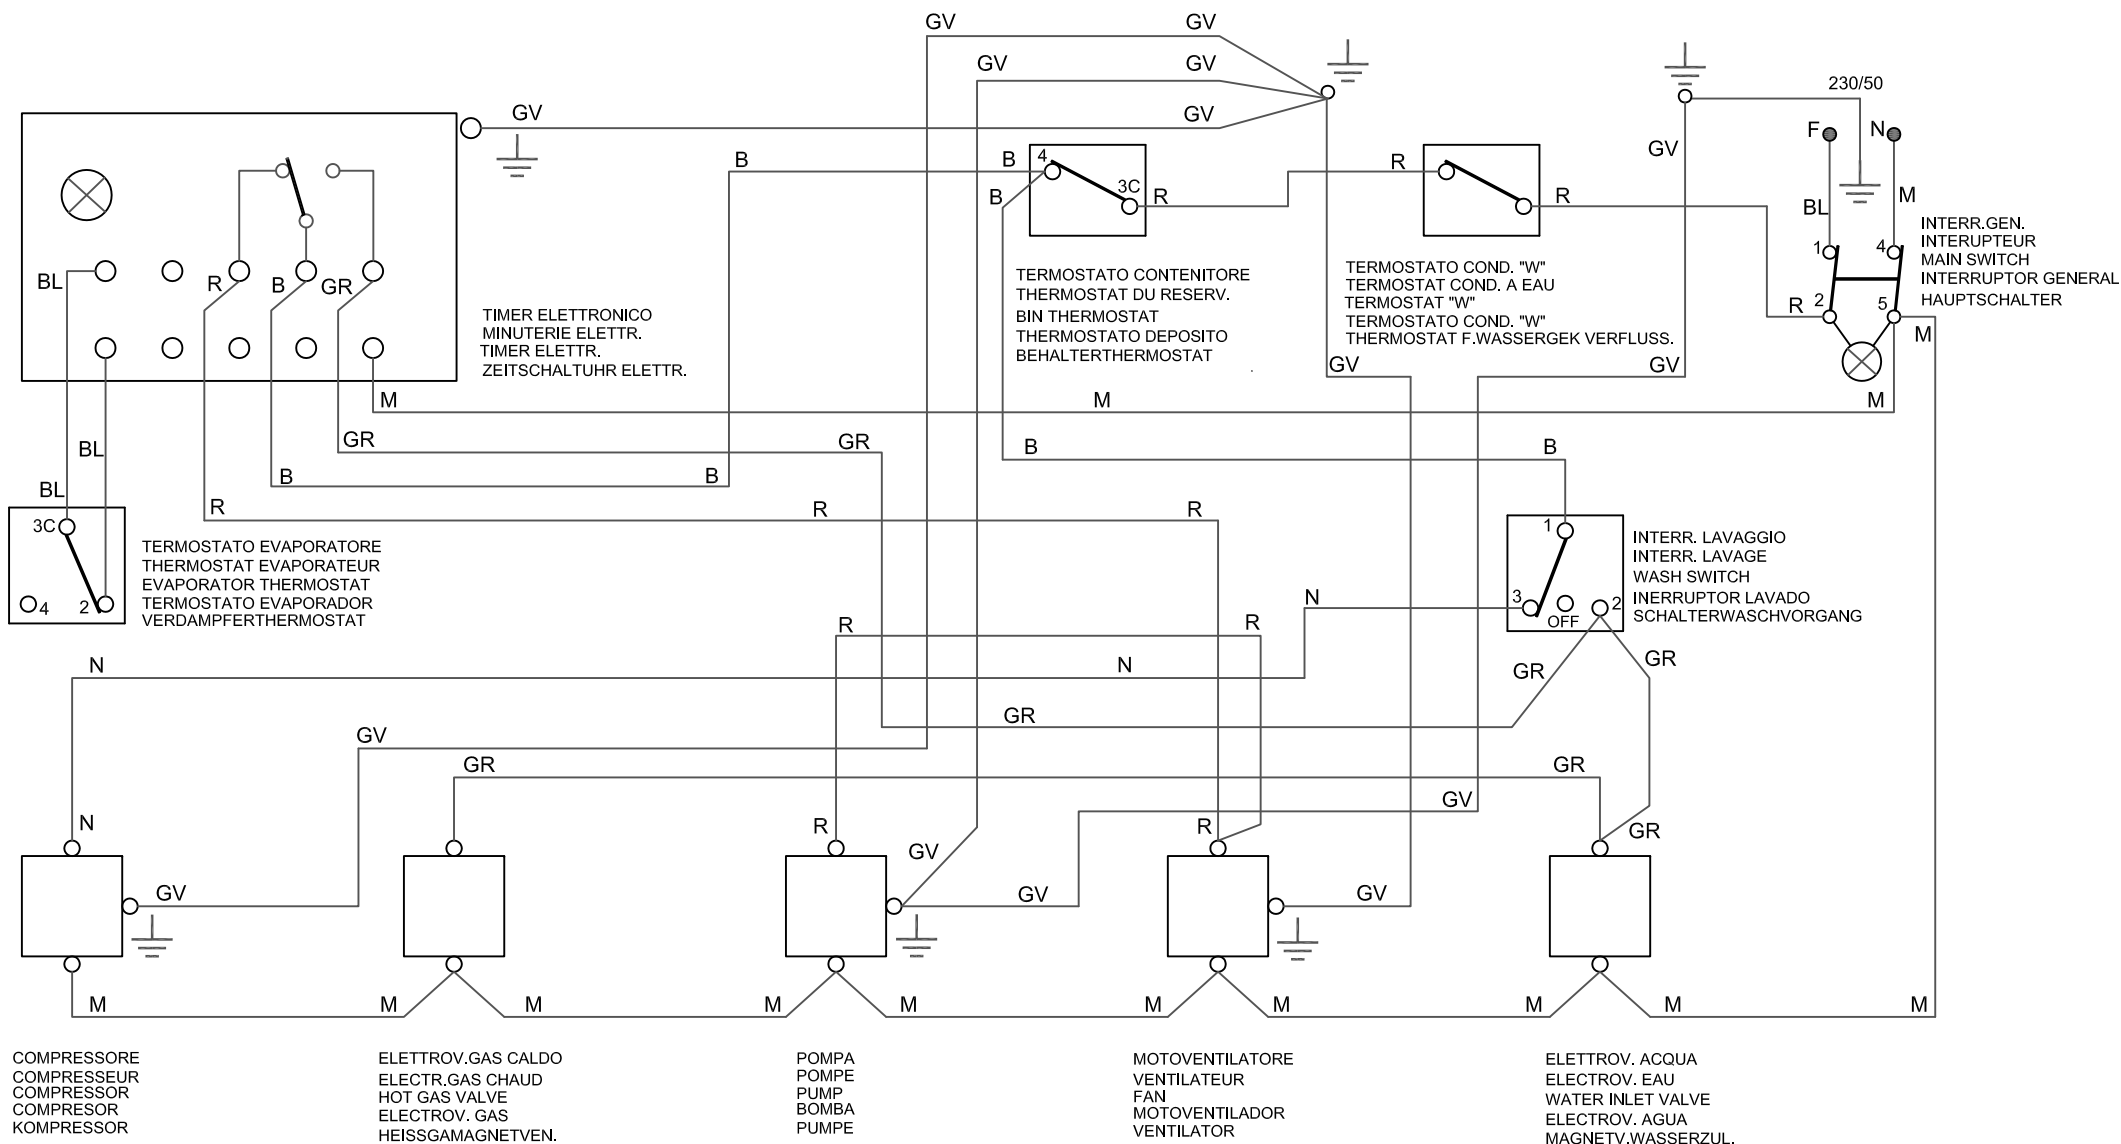 GV GV
GV GV
230/50
GV GV
F N
GV
B B 4 R
3C
R R
B BL M
INTERR.GEN.
INTERUPTEUR
MAIN SWITCH
INTERRUPTOR GENERAL
HAUPTSCHALTER
1 4
2 5
R M
BL R B GR
TIMER ELETTRONICO
MINUTERIE ELETTR.
TIMER ELETTR.
ZEITSCHALTUHR ELETTR.
TERMOSTATO CONTENITORE
THERMOSTAT DU RESERV.
BIN THERMOSTAT
THERMOSTATO DEPOSITO
BEHALTERTHERMOSTAT
TERMOSTATO COND. "W"
TERMOSTAT COND. A EAU
TERMOSTAT "W"
TERMOSTATO COND. "W"
THERMOSTAT F.WASSERGEK VERFLUSS.
GV GV
M M M
BL GR GR B B
B B
BL R R R
3C
4 2
TERMOSTATO EVAPORATORE
THERMOSTAT EVAPORATEUR
EVAPORATOR THERMOSTAT
TERMOSTATO EVAPORADOR
VERDAMPFERTHERMOSTAT
1
3 2
OFF
INTERR. LAVAGGIO
INTERR. LAVAGE
WASH SWITCH
INERRUPTOR LAVADO
SCHALTERWASCHVORGANG
N
R R
N N GR GR
GR
GV
GR GR
GV
N R R GR
GV
GV GV GV
M M M M M M M M M M
COMPRESSORE
COMPRESSEUR
COMPRESSOR
COMPRESOR
KOMPRESSOR
ELETTROV.GAS CALDO
ELECTR.GAS CHAUD
HOT GAS VALVE
ELECTROV. GAS
HEISSGAMAGNETVEN.
POMPA
POMPE
PUMP
BOMBA
PUMPE
MOTOVENTILATORE
VENTILATEUR
FAN
MOTOVENTILADOR
VENTILATOR
ELETTROV. ACQUA
ELECTROV. EAU
WATER INLET VALVE
ELECTROV. AGUA
MAGNETV.WASSERZUL.